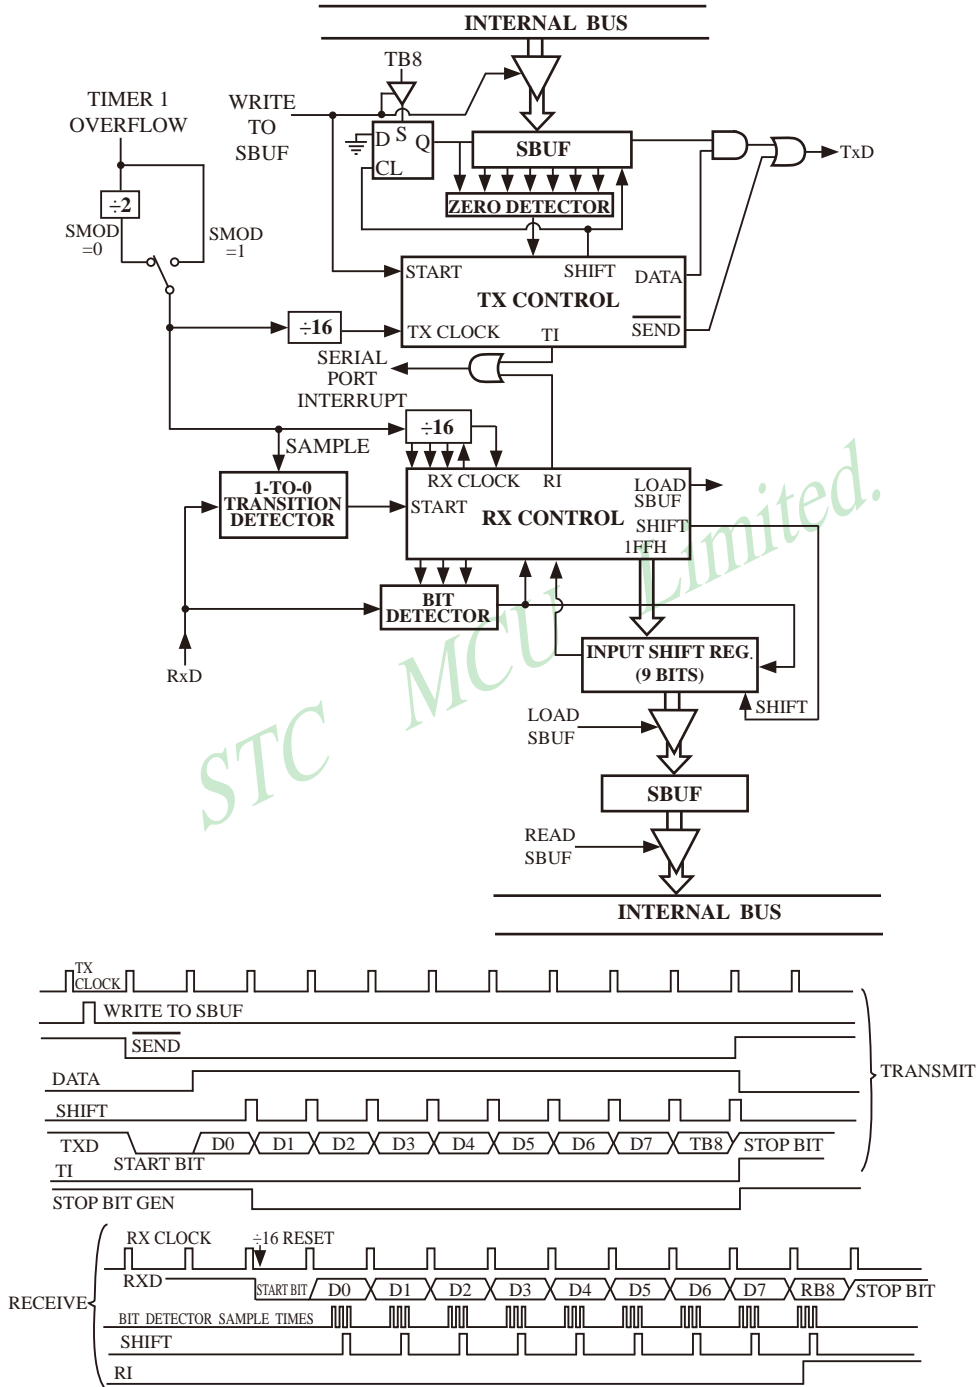 INTERNAL BUS
TB8
TIMER 1
OVERFLOW
WRITE
TO
SBUF
D S Q
CL
SBUF
TxD
÷2
ZERO DETECTOR
SMOD
=0
SMOD
=1
START
SHIFT
DATA
TX CONTROL
÷16
TX CLOCK
TI
SEND
SERIAL
PORT
INTERRUPT
÷16
SAMPLE
RX CLOCK
RI
LOAD
SBUF
1-TO-0
TRANSITION
DETECTOR
START
RX CONTROL
SHIFT
1FFH
BIT
DETECTOR
RxD
INPUT SHIFT REG.
(9 BITS)
SHIFT
LOAD
SBUF
SBUF
READ
SBUF
INTERNAL BUS
STC MCU Limited.
TX
CLOCK
WRITE TO SBUF
SEND
DATA
TRANSMIT
SHIFT
TXD
START BIT
D0 D1 D2 D3 D4 D5 D6 D7 TB8 STOP BIT
TI
STOP BIT GEN
RX CLOCK
÷16 RESET
RXD
START BIT D0 D1 D2 D3 D4 D5 D6 D7 RB8 STOP BIT
RECEIVE
BIT DETECTOR SAMPLE TIMES
SHIFT
RI